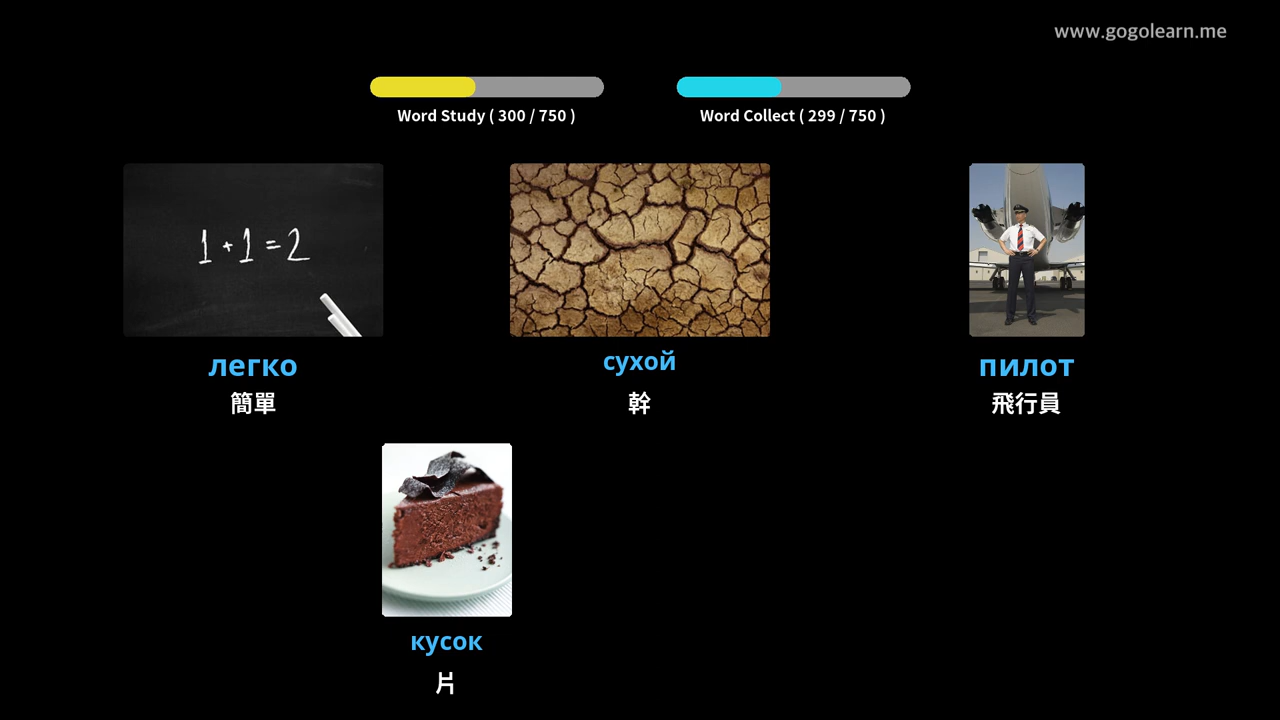 www.gogolearn.me
Word Study ( 300 / 750 )
Word Collect ( 299 / 750 )
1+1=2
легко
簡單
сухой
幹
пилот
飛行員
кусок
片